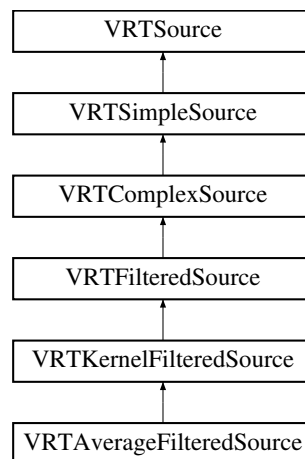 VRTSource
VRTSimpleSource
VRTComplexSource
VRTFilteredSource
VRTKernelFilteredSource
VRTAverageFilteredSource